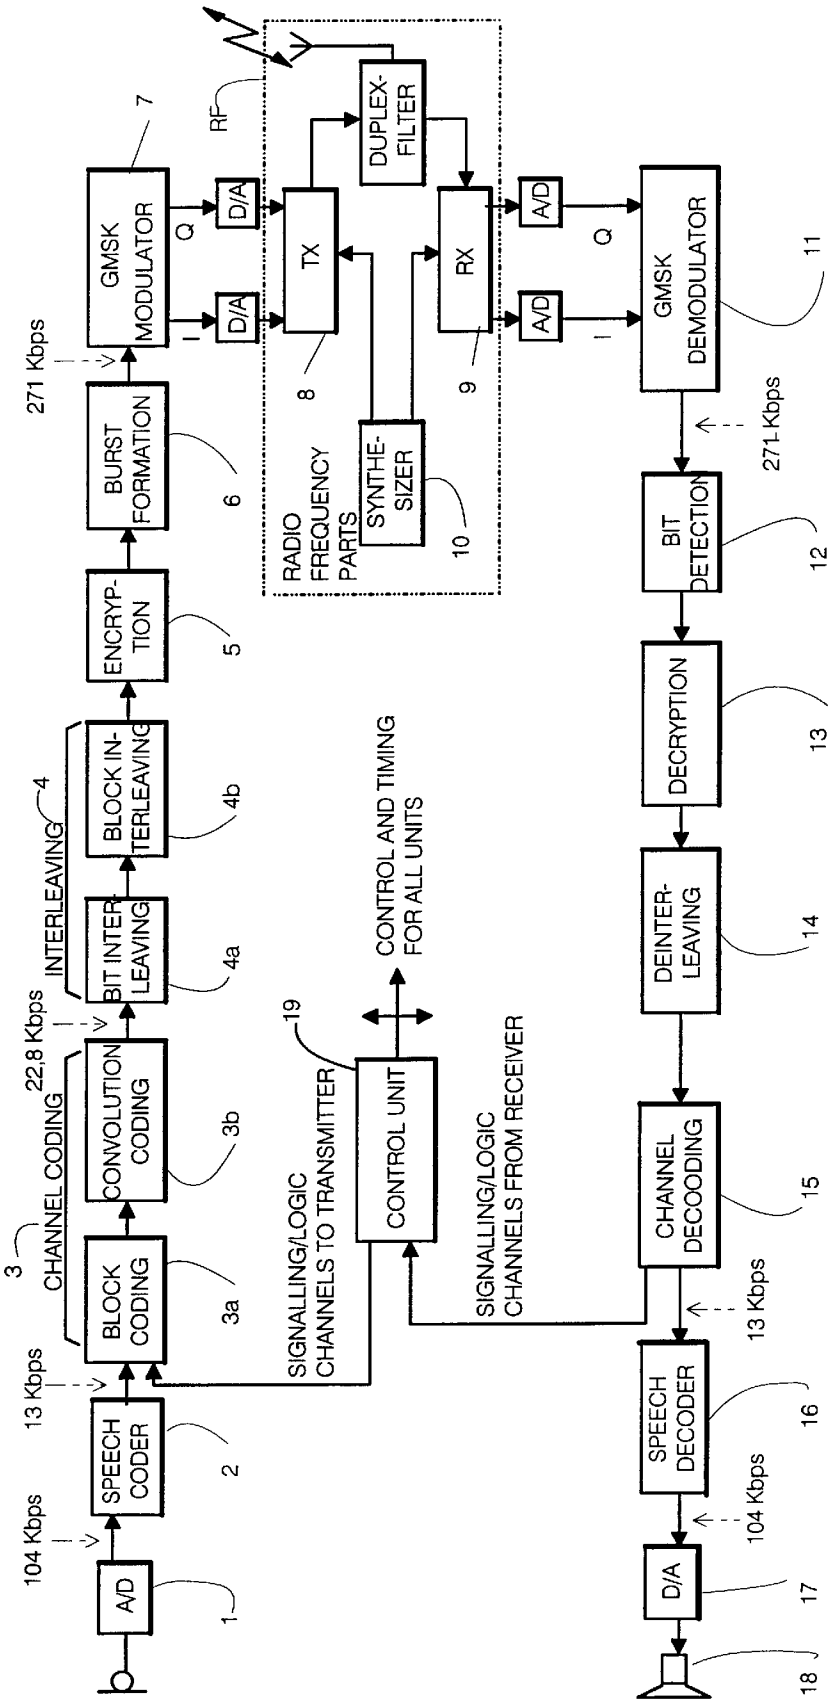 104 Kbps
13 Kbps
22,8 Kbps
271 Kbps
3
CHANNEL CODING
INTERLEAVING
4
A/D
SPEECH
CODER
BLOCK
CODING
CONVOLUTION
CODING
BIT INTER-
LEAVING
BLOCK IN-
TERLEAVING
ENCRYP-
TION
BURST
FORMATION
GMSK
MODULATOR
1
2
3a
3b
4a
4b
5
6
7
I
Q
D/A
D/A
RF
SIGNALLING/LOGIC
CHANNELS TO TRANSMITTER
19
CONTROL UNIT
CONTROL AND TIMING
FOR ALL UNITS
RADIO
FREQUENCY
PARTS
TX
8
SYNTHE-
SIZER
10
DUPLEX-
FILTER
RX
9
SIGNALLING/LOGIC
CHANNELS FROM RECEIVER
A/D
A/D
I
Q
D/A
SPEECH
DECODER
CHANNEL
DECOODING
DEINTER-
LEAVING
DECRYPTION
BIT
DETECTION
GMSK
DEMODULATOR
104 Kbps
13 Kbps
271 Kbps
18
17
16
15
14
13
12
11